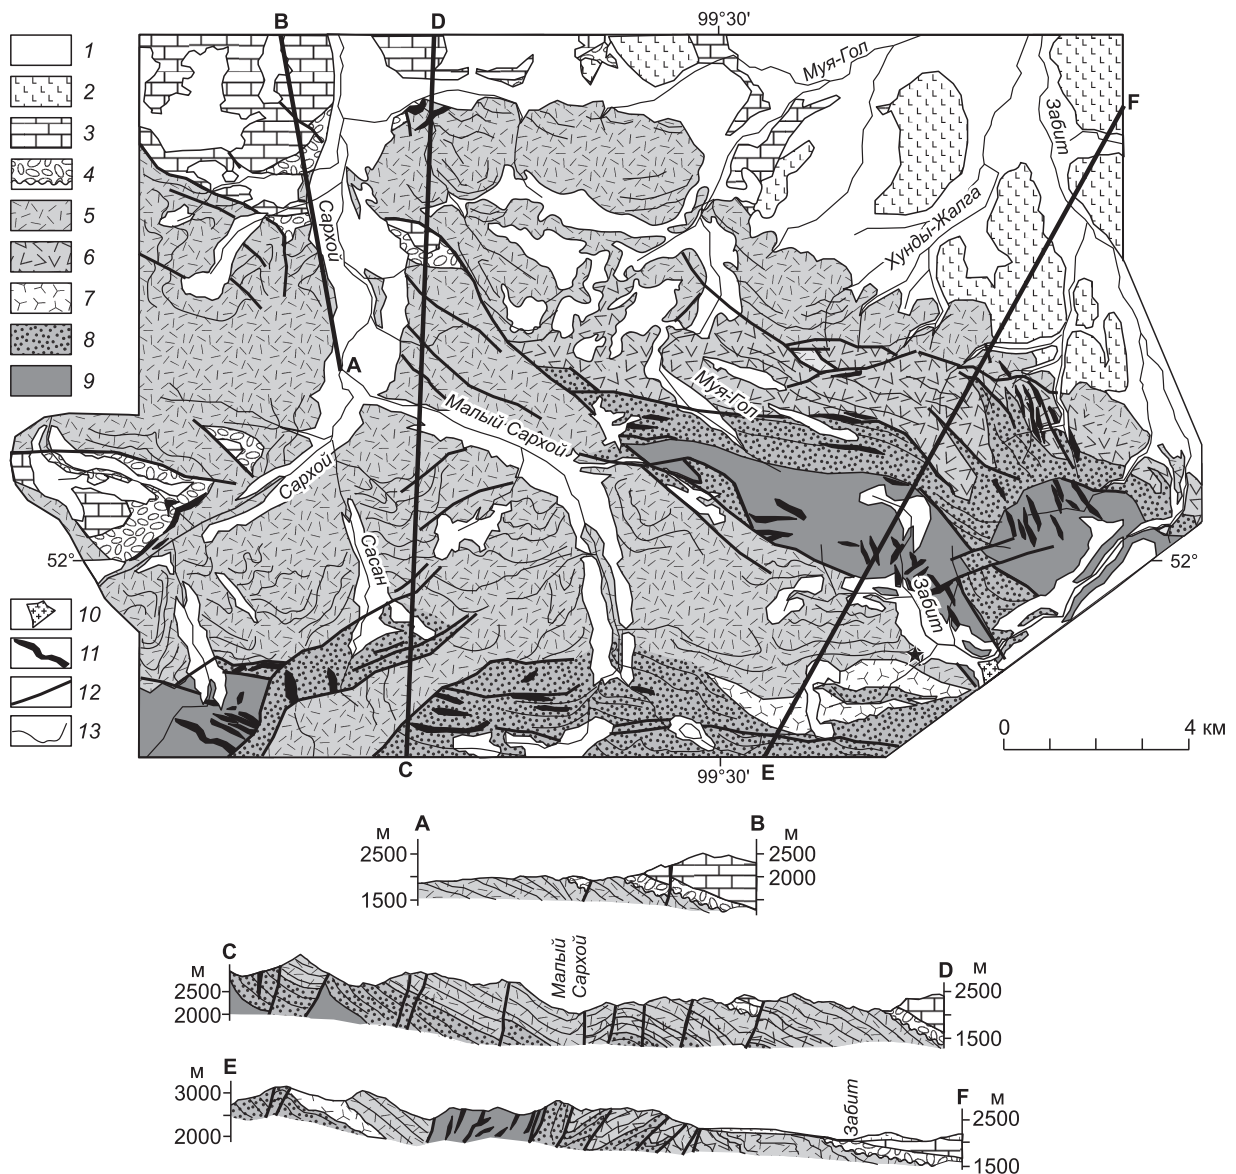 B
D
99°30'
1
2
3
4
5
6
7
8
9
10
11
12
13
Муя-Гол
Забит
F
Хунды-Жалга
Сархой
A
Малый Сархой
Муя-Гол
Сархой
Сасан
52°
52°
Забит
0 4 км
C
99°30'
E
A B
м м
2500 2500
2000
1500
C
Малый
Сархой
D
м м
2500 2500
2000
1500
E
Забит
F
м м
3000 2500
2000
1500